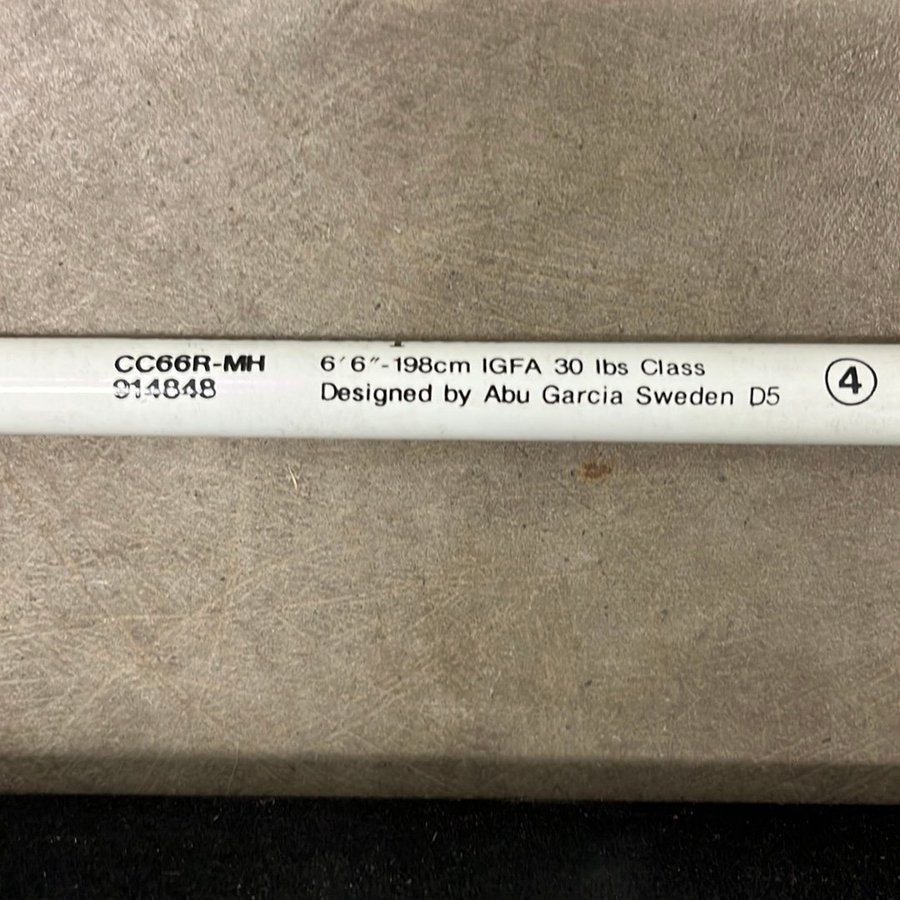 CC66R-MH 6′6″-198cm IGFA 30 lbs Class
914848 Designed by Abu Garcia Sweden D5
4